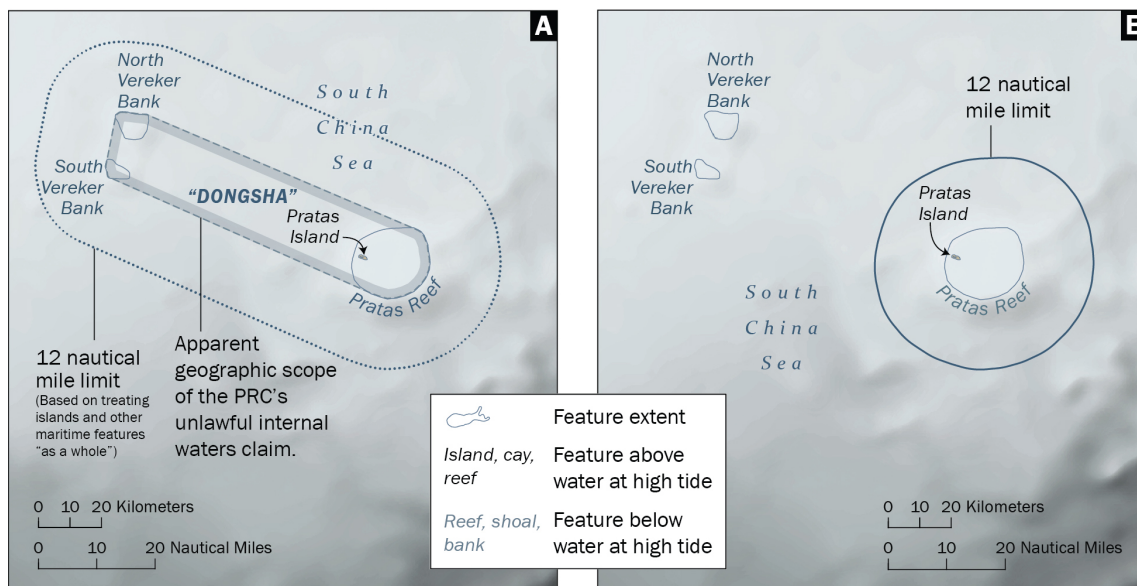 A
North
Vereker
Bank
South
China
Sea
South
Vereker
Bank
“DONGSHA”
Pratas
Island
Pratas Reef
12 nautical
mile limit
(Based on treating
islands and other
maritime features
“as a whole”)
Apparent
geographic scope
of the PRC’s
unlawful internal
waters claim.
0 10 20 Kilometers
0 10 20 Nautical Miles
Island, cay,
reef
Reef, shoal,
bank
Feature extent
Feature above
water at high tide
Feature below
water at high tide
North
Vereker
Bank
South
Vereker
Bank
12 nautical
mile limit
Pratas
Island
Pratas Reef
South
China
Sea
0 10 20 Kilometers
0 10 20 Nautical Miles